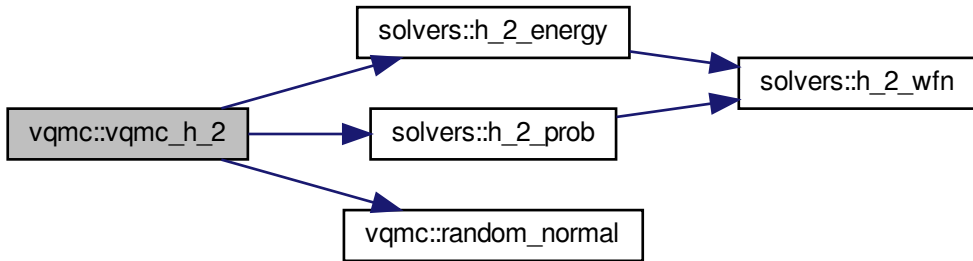 solvers::h_2_energy
solvers::h_2_wfn
vqmc::vqmc_h_2
solvers::h_2_prob
vqmc::random_normal